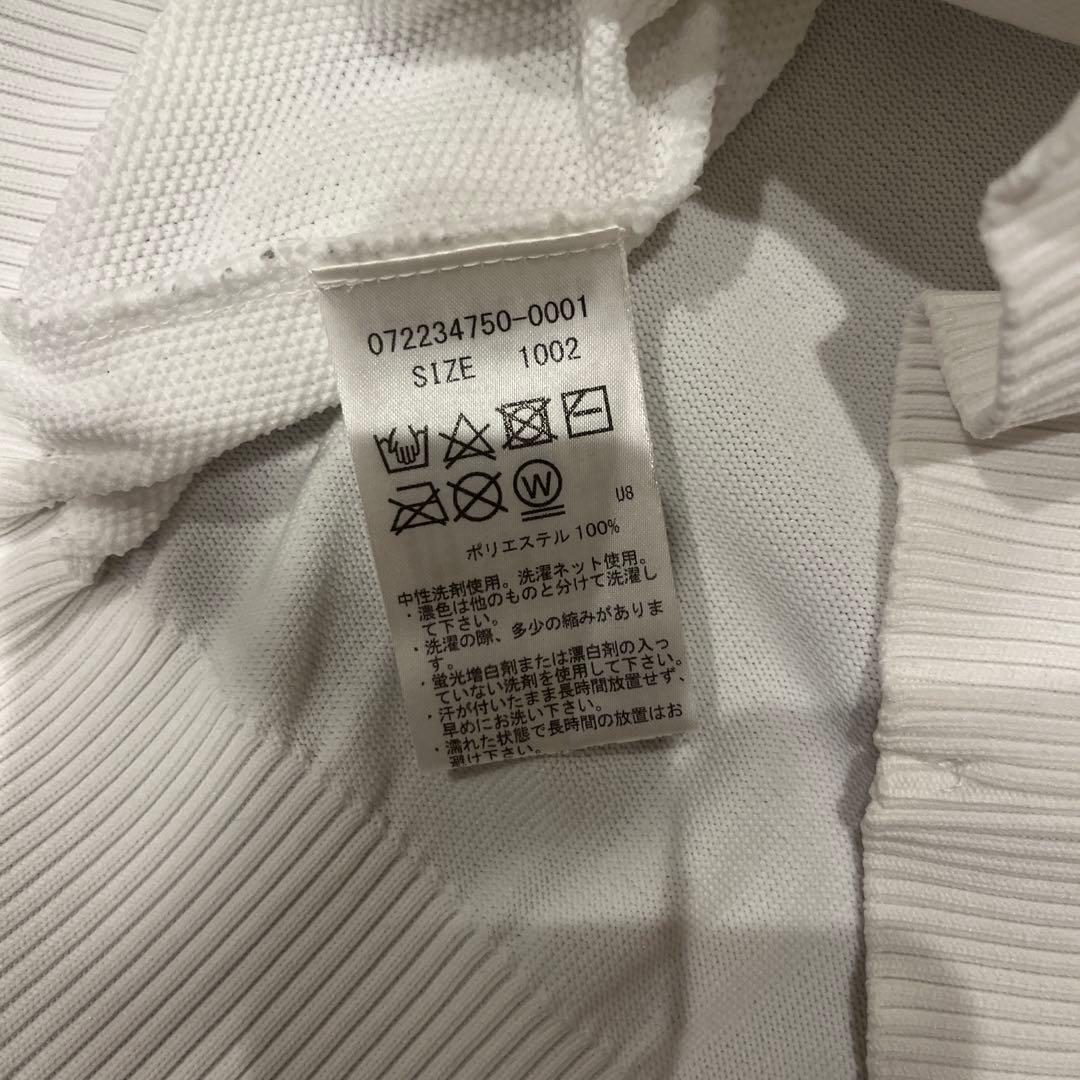 072234750-0001
SIZE 1002
W
U8
ポリエステル 100%
中性洗剤使用。洗濯ネット使用。
・濃色は他のものと分けて洗濯し
て下さい。
・洗濯の際、多少の縮みがありま
す。
・蛍光増白剤または漂白剤の入っ
ていない洗剤を使用して下さい。
・汗が付いたまま長時間放置せず、
早めにお洗い下さい。
・濡れた状態で長時間の放置はお
避け下さい。